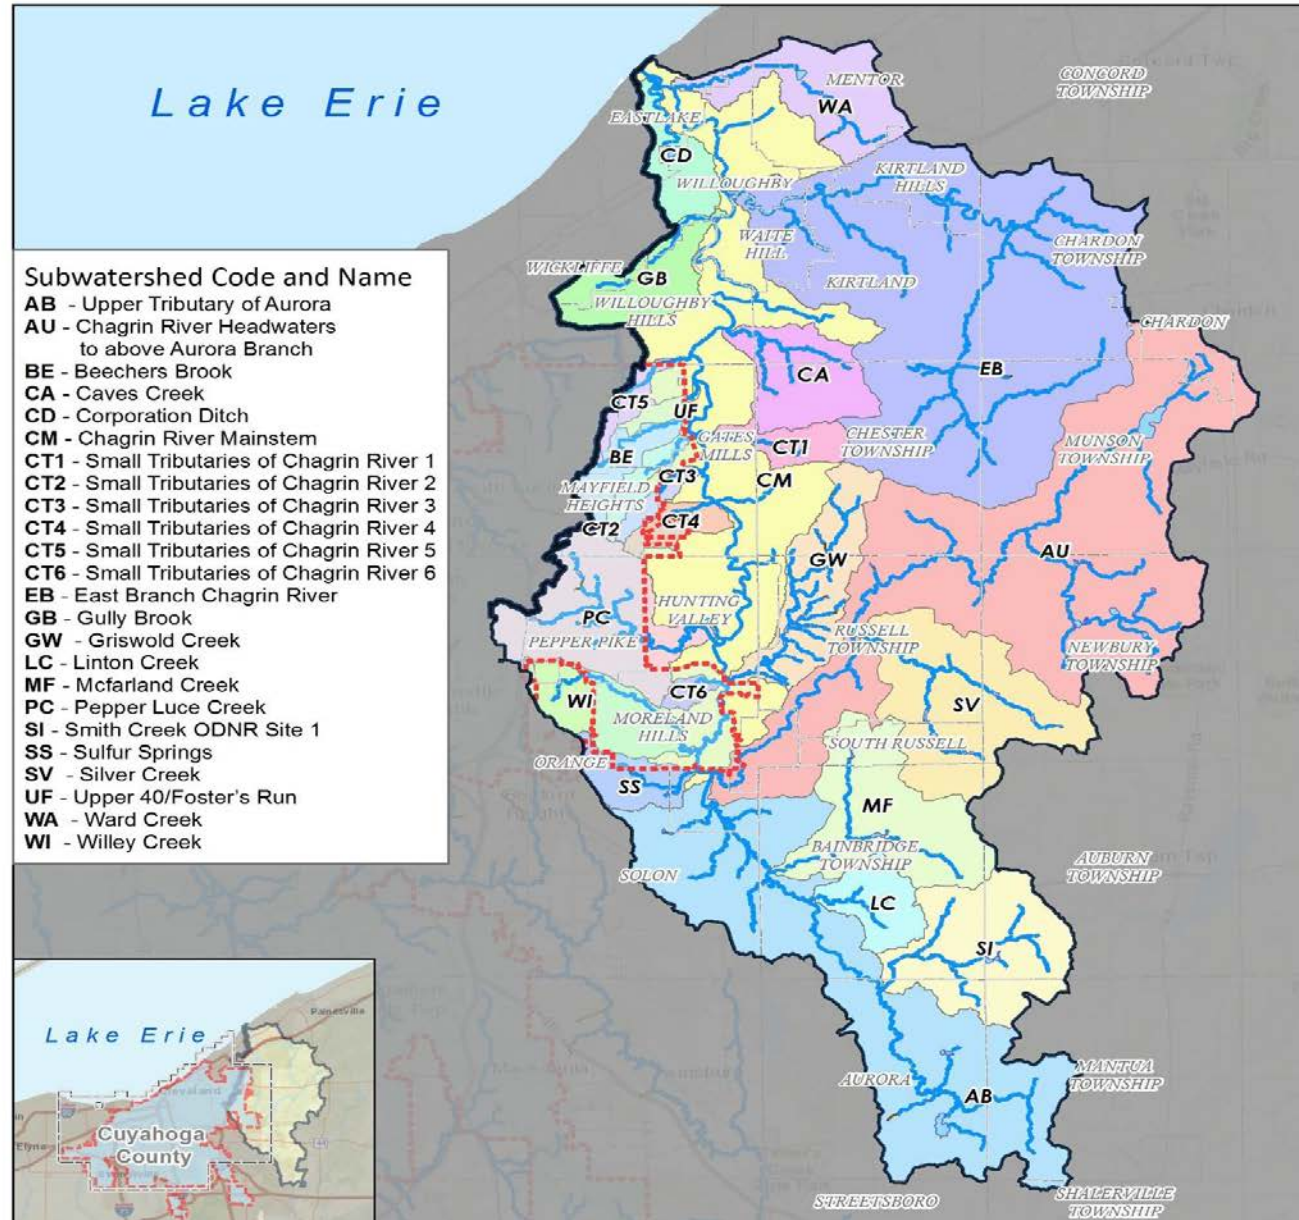 Lake Erie
MENTOR
CONCORD
TOWNSHIP
WA
EASTLAKE
CD
WILLOUGHBY
KIRTLAND
HILLS
WAITE
HILL
CHARDON
TOWNSHIP
WICKLIFFE
GB
KIRTLAND
WILLOUGHBY
HILLS
CHARDON
EB
CA
CT5
UF
GATES
MILLS
CT1
CHESTER
TOWNSHIP
MUNSON
TOWNSHIP
BE
CT3
CM
MAYFIELD
HEIGHTS
CT2
CT4
GW
AU
HUNTING
VALLEY
PC
PEPPER PIKE
RUSSELL
TOWNSHIP
NEWBURY
TOWNSHIP
WI
CT6
SV
MORELAND
HILLS
SOUTH RUSSELL
ORANGE
SS
MF
BAINBRIDGE
TOWNSHIP
AUBURN
TOWNSHIP
SOLON
LC
SI
AURORA
AB
MANTUA
TOWNSHIP
STREETSBORO
SHALERVILLE
TOWNSHIP
Subwatershed Code and Name
AB - Upper Tributary of Aurora
AU - Chagrin River Headwaters
to above Aurora Branch
BE - Beechers Brook
CA - Caves Creek
CD - Corporation Ditch
CM - Chagrin River Mainstem
CT1 - Small Tributaries of Chagrin River 1
CT2 - Small Tributaries of Chagrin River 2
CT3 - Small Tributaries of Chagrin River 3
CT4 - Small Tributaries of Chagrin River 4
CT5 - Small Tributaries of Chagrin River 5
CT6 - Small Tributaries of Chagrin River 6
EB - East Branch Chagrin River
GB - Gully Brook
GW - Griswold Creek
LC - Linton Creek
MF - Mcfarland Creek
PC - Pepper Luce Creek
SI - Smith Creek ODNR Site 1
SS - Sulfur Springs
SV - Silver Creek
UF - Upper 40/Foster's Run
WA - Ward Creek
WI - Willey Creek
Lake Erie
Painesville
Cleveland
Cuyahoga
County